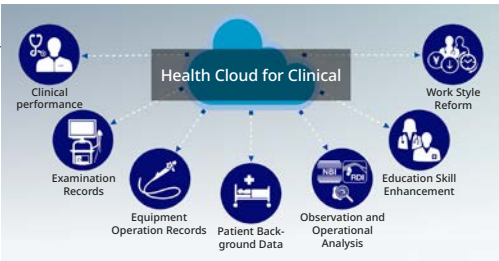 Health Cloud for Clinical
Clinical
performance
Work Style
Reform
Examination
Records
Education Skill
Enhancement
Equipment
Operation Records
Patient Back-
ground Data
Observation and
Operational
Analysis
NBI
RDI
¥